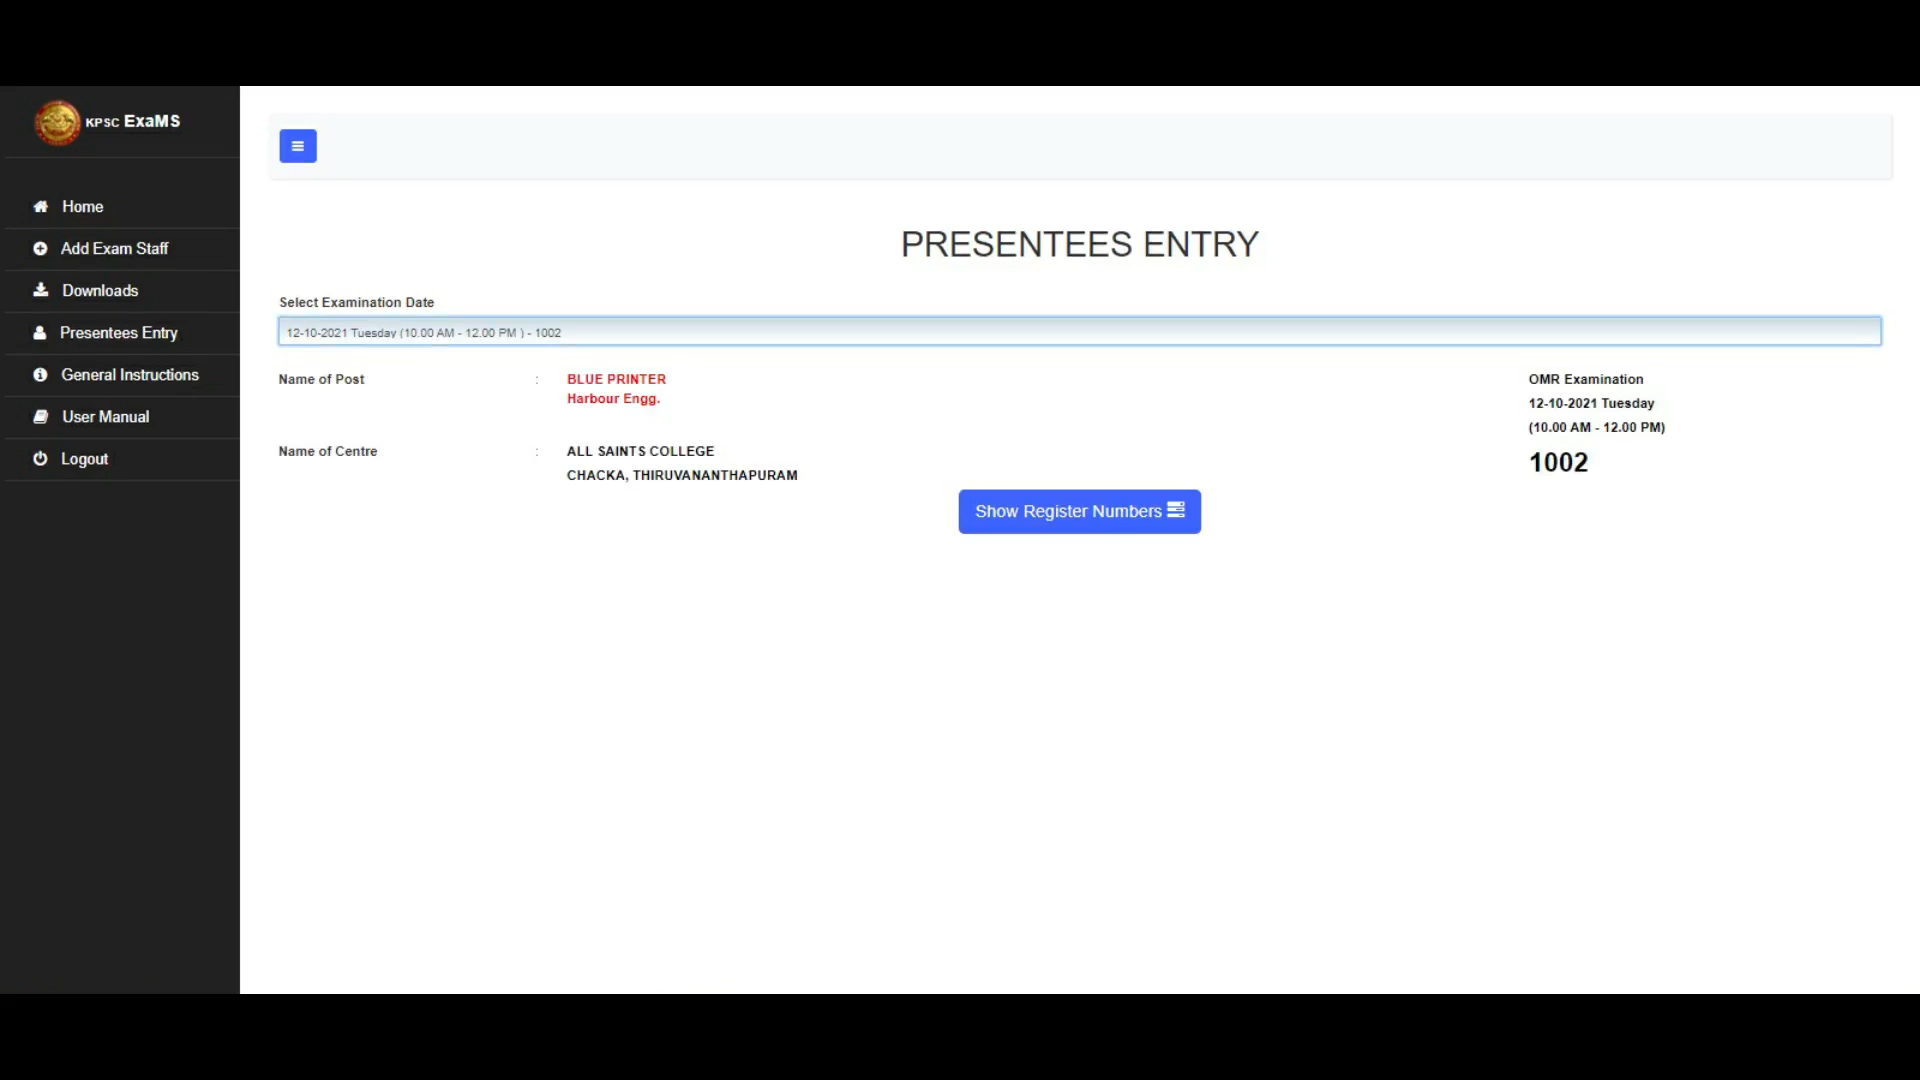 KPSC ExaMS
Home
Add Exam Staff
Downloads
Presentees Entry
General Instructions
User Manual
Logout
PRESENTEES ENTRY
Select Examination Date
12-10-2021 Tuesday (10.00 AM - 12.00 PM ) - 1002
Name of Post : BLUE PRINTER
Harbour Engg.
Name of Centre : ALL SAINTS COLLEGE
CHACKA, THIRUVANANTHAPURAM
OMR Examination
12-10-2021 Tuesday
(10.00 AM - 12.00 PM)
1002
Show Register Numbers